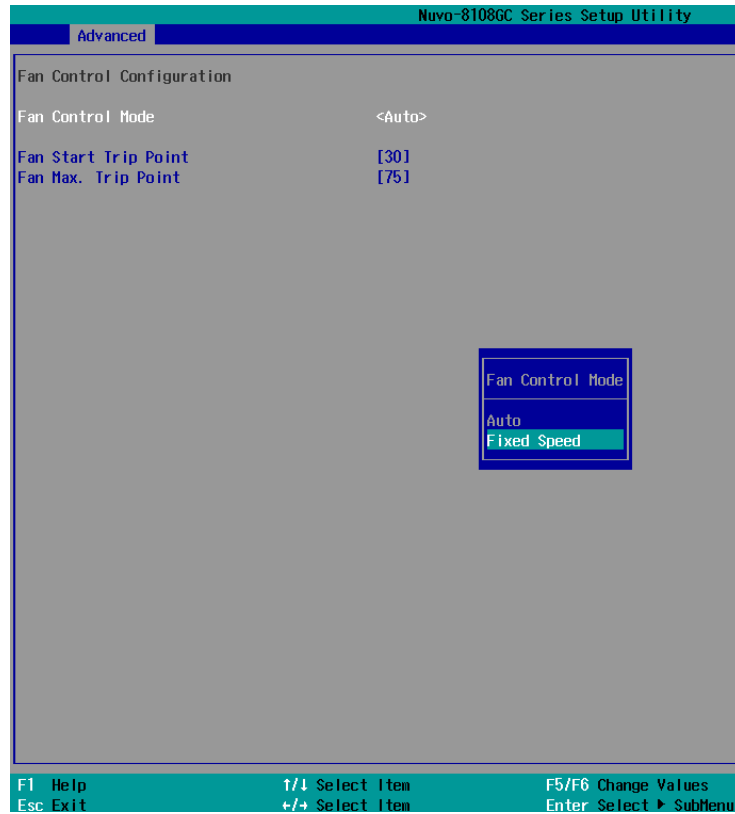 Nuvo-8108GC Series Setup Utility
Advanced
Fan Control Configuration
Fan Control Mode <Auto>
Fan Start Trip Point [30]
Fan Max. Trip Point [75]
Fan Control Mode
Auto
Fixed Speed
F1 Help ↑/↓ Select Item F5/F6 Change Values
Esc Exit ←/→ Select Item Enter Select ▶ SubMenu